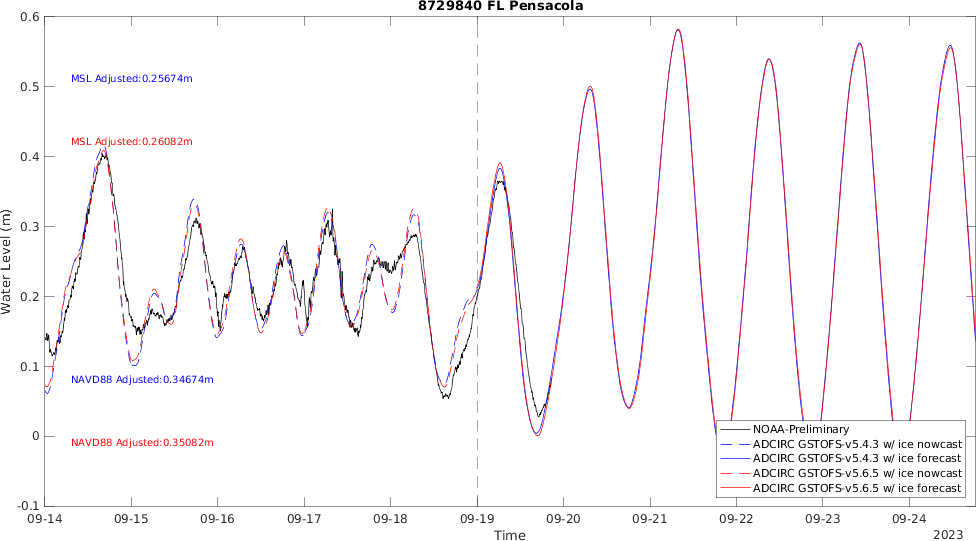 8729840 FL Pensacola
0.6
0.5
0.4
0.3
0.2
0.1
0
-0.1
Water Level (m)
MSL Adjusted:0.25674m
MSL Adjusted:0.26082m
NAVD88 Adjusted:0.34674m
NAVD88 Adjusted:0.35082m
NOAA-Preliminary
ADCIRC GSTOFS-v5.4.3 w/ ice nowcast
ADCIRC GSTOFS-v5.4.3 w/ ice forecast
ADCIRC GSTOFS-v5.6.5 w/ ice nowcast
ADCIRC GSTOFS-v5.6.5 w/ ice forecast
09-14 09-15 09-16 09-17 09-18 09-19 09-20 09-21 09-22 09-23 09-24
Time
2023